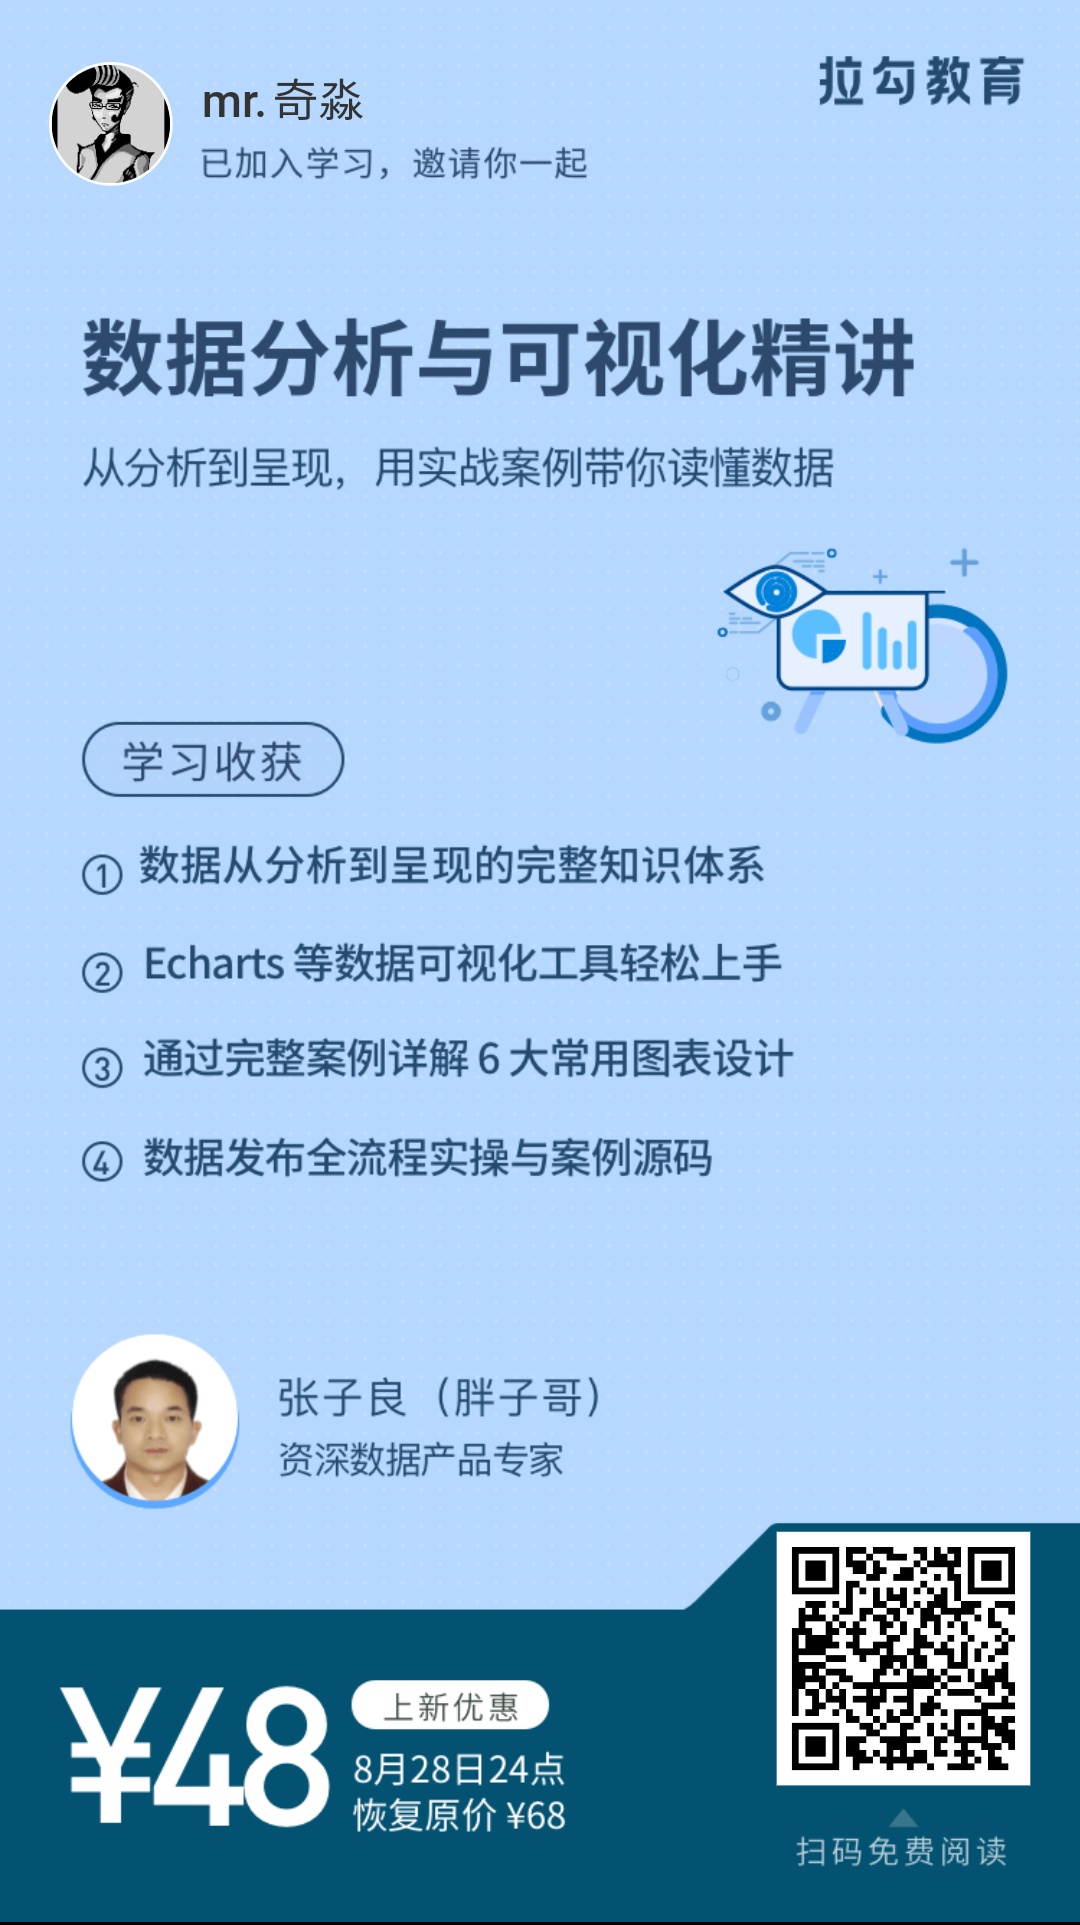 mr. 奇淼
拉勾教育
已加入学习，邀请你一起
数据分析与可视化精讲
从分析到呈现，用实战案例带你读懂数据
学习收获
① 数据从分析到呈现的完整知识体系
② Echarts 等数据可视化工具轻松上手
③ 通过完整案例详解 6 大常用图表设计
④ 数据发布全流程实操与案例源码
张子良（胖子哥）
资深数据产品专家
¥48
上新优惠
8月28日24点
恢复原价 ¥68
扫码免费阅读